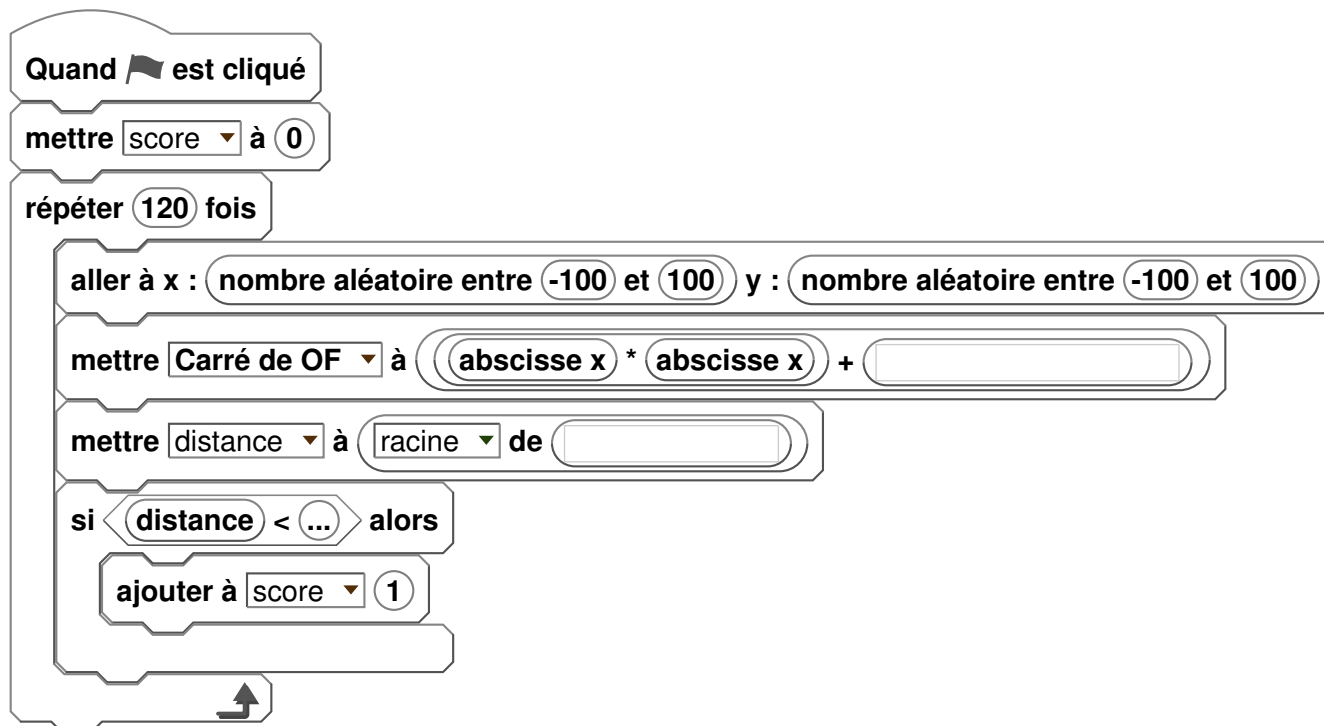 Quand est cliqué
mettre score à 0
répéter 120 fois
aller à x : nombre aléatoire entre -100 et 100 y : nombre aléatoire entre -100 et 100
mettre Carré de OF à abscisse x * abscisse x +
mettre distance à racine de
si distance < ... alors
ajouter à score 1